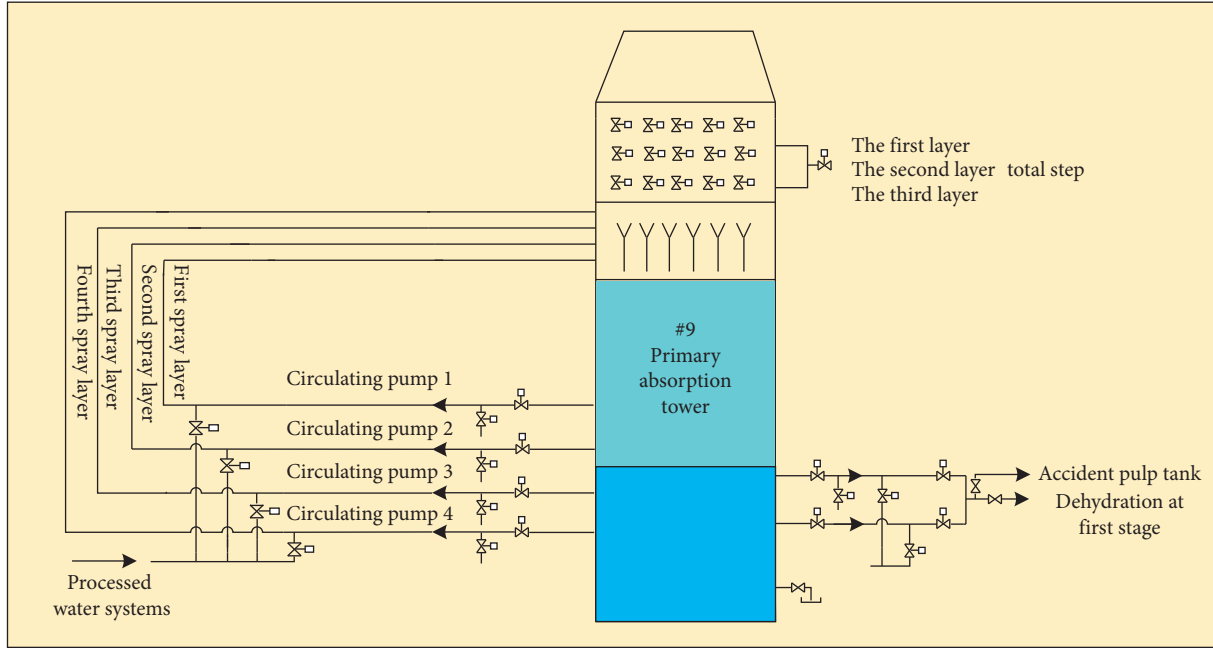 The first layer
The second layer total step
The third layer
First spray layer
Second spray layer
Third spray layer
Fourth spray layer
#9
Primary
absorption
tower
Circulating pump 1
Circulating pump 2
Circulating pump 3
Circulating pump 4
Accident pulp tank
Dehydration at
first stage
Processed
water systems